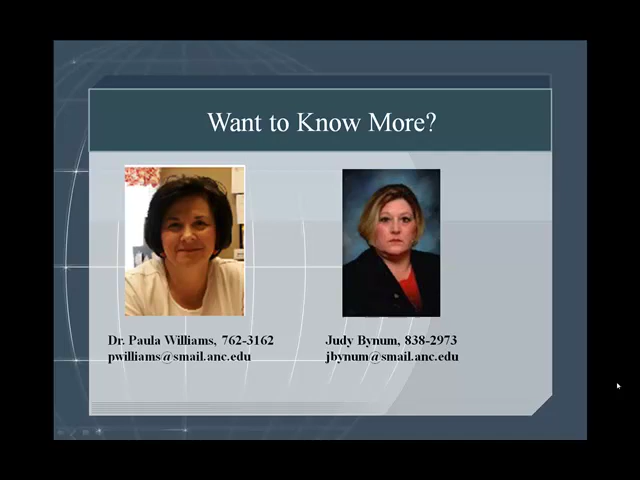 Want to Know More?
Dr. Paula Williams, 762-3162
pwilliams@smail.anc.edu
Judy Bynum, 838-2973
jbynum@smail.anc.edu